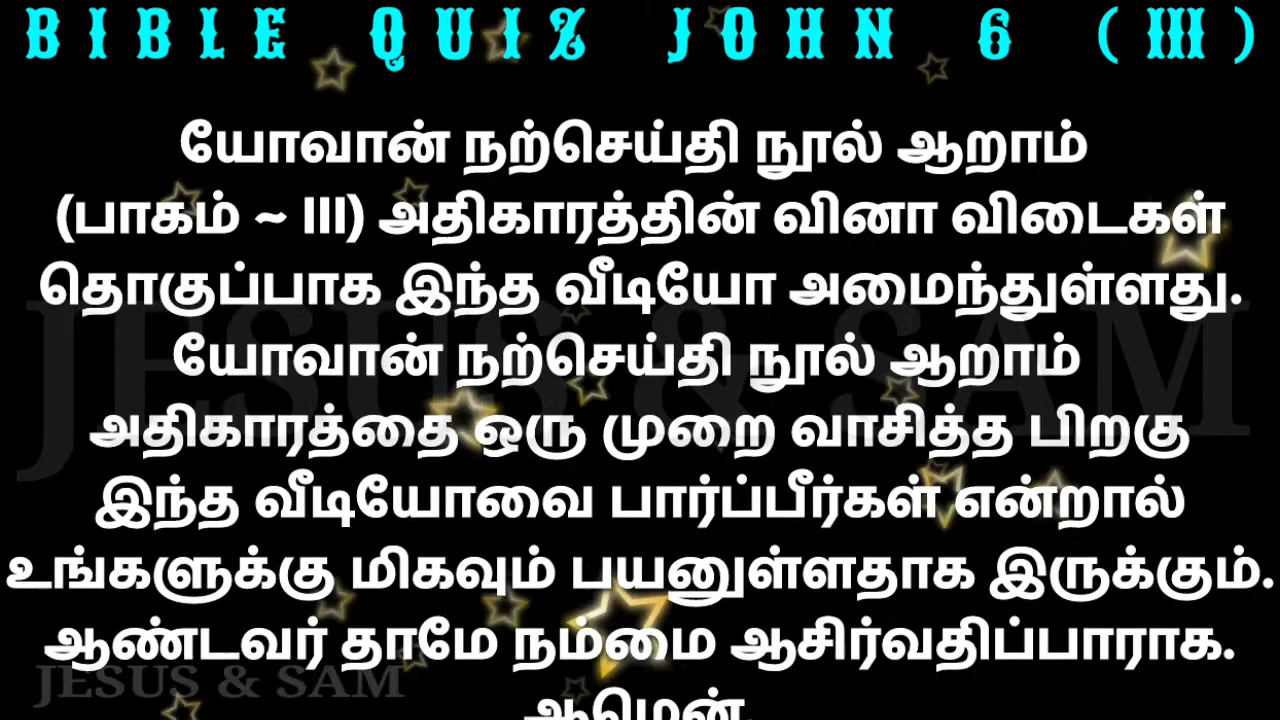 BIBLE QUIZ JOHN 6 (III)
யோவான் நற்செய்தி நூல் ஆறாம்
(பாகம் ~ III) அதிகாரத்தின் வினா விடைகள்
தொகுப்பாக இந்த வீடியோ அமைந்துள்ளது.
யோவான் நற்செய்தி நூல் ஆறாம்
அதிகாரத்தை ஒரு முறை வாசித்த பிறகு
இந்த வீடியோவை பார்ப்பீர்கள் என்றால்
உங்களுக்கு மிகவும் பயனுள்ளதாக இருக்கும்.
ஆண்டவர் தாமே நம்மை ஆசிர்வதிப்பாராக.
ஆமென்.
JESUS & SAM
JESUS & SAM